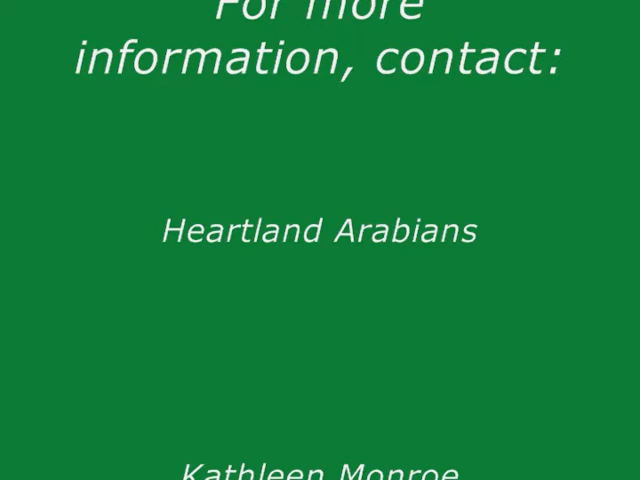 For more
information, contact:
Heartland Arabians
Kathleen Monroe